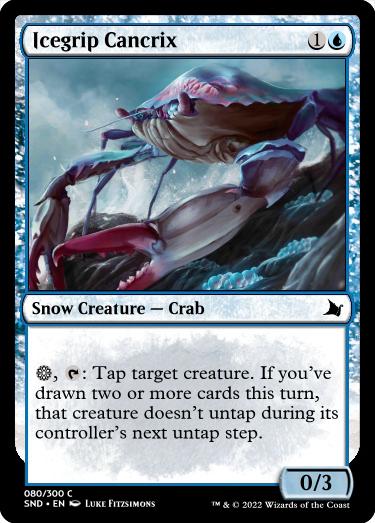 Icegrip Cancrix 1
Snow Creature — Crab
, : Tap target creature. If you've
drawn two or more cards this turn,
that creature doesn't untap during its
controller's next untap step.
0/3
080/300 C
SND • EN Luke Fitzsimons
™ & © 2022 Wizards of the Coast